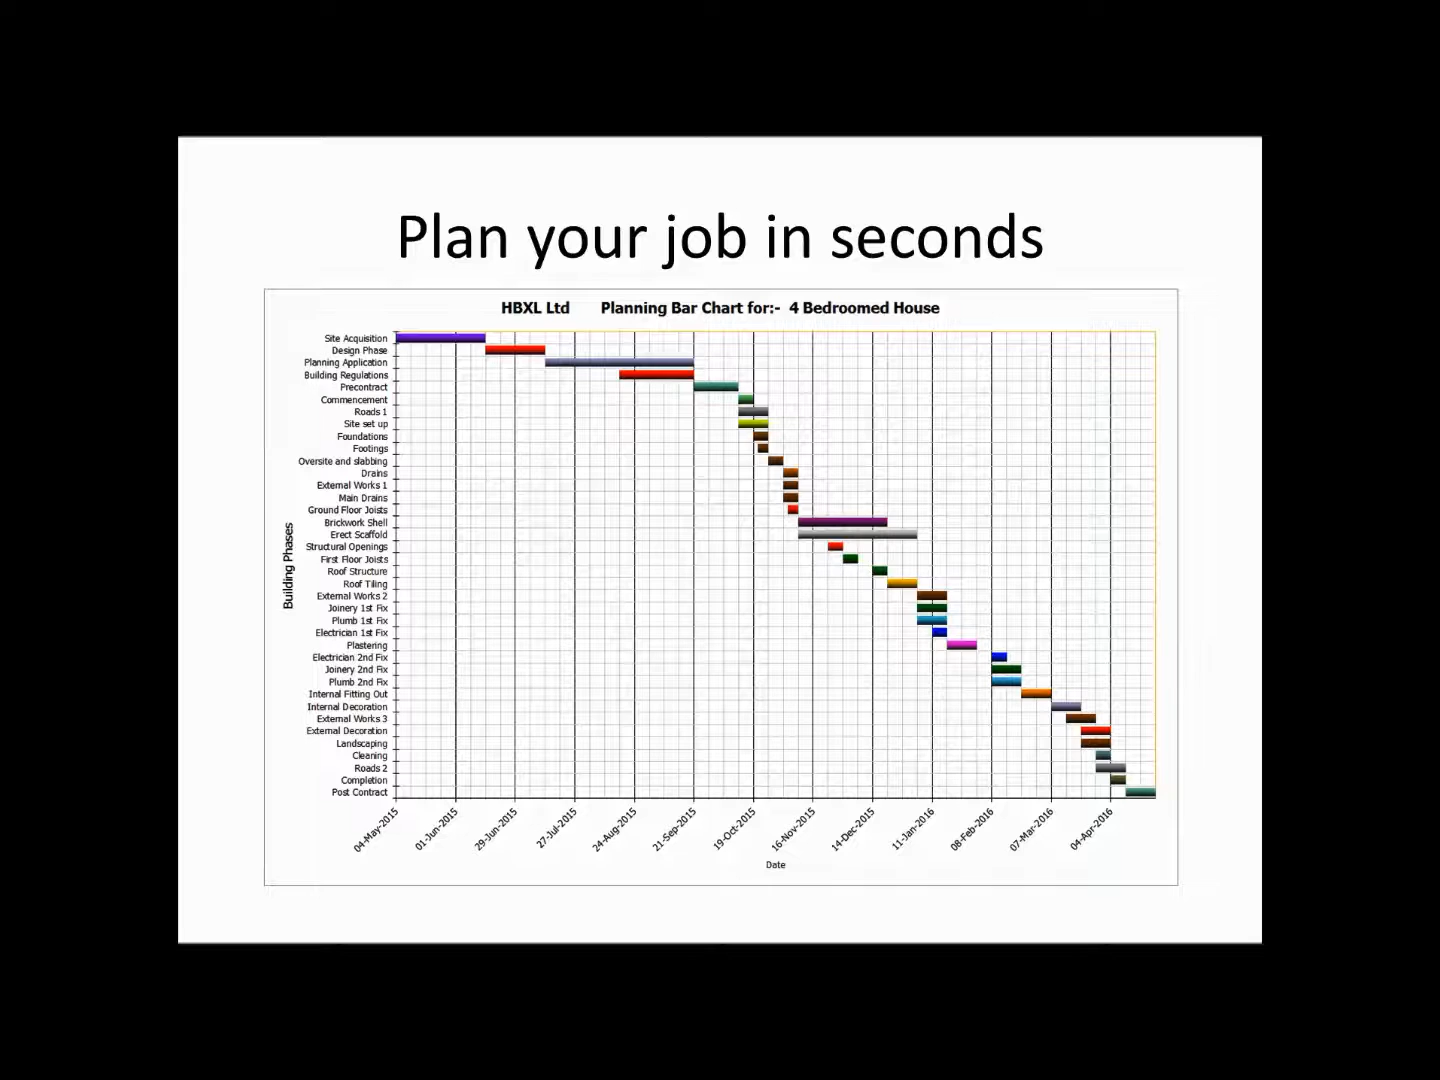 Plan your job in seconds
HBXL Ltd Planning Bar Chart for:- 4 Bedroomed House
Building Phases
Site Acquisition
Design Phase
Planning Application
Building Regulations
Precontract
Commencement
Roads 1
Site set up
Foundations
Footings
Oversite and slabbing
Drains
External Works 1
Main Drains
Ground Floor Joists
Brickwork Shell
Erect Scaffold
Structural Openings
First Floor Joists
Roof Structure
Roof Tiling
External Works 2
Joinery 1st Fix
Plumb 1st Fix
Electrician 1st Fix
Plastering
Electrician 2nd Fix
Joinery 2nd Fix
Plumb 2nd Fix
Internal Fitting Out
Internal Decoration
External Works 3
External Decoration
Landscaping
Cleaning
Roads 2
Completion
Post Contract
04-May-2015
01-Jun-2015
29-Jun-2015
27-Jul-2015
24-Aug-2015
21-Sep-2015
19-Oct-2015
16-Nov-2015
14-Dec-2015
11-Jan-2016
08-Feb-2016
07-Mar-2016
04-Apr-2016
Date